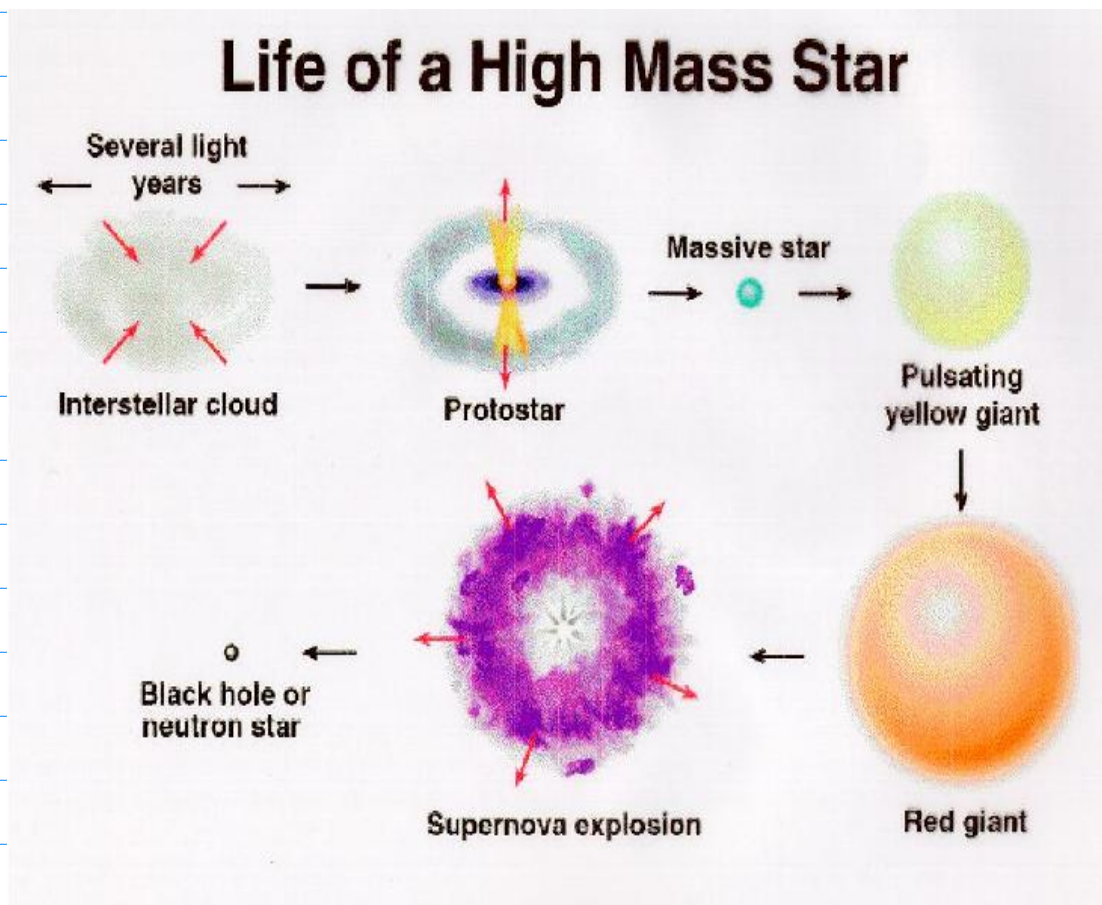 Life of a High Mass Star
Several light
years
Interstellar cloud
Protostar
Massive star
Pulsating
yellow giant
Red giant
Supernova explosion
Black hole or
neutron star